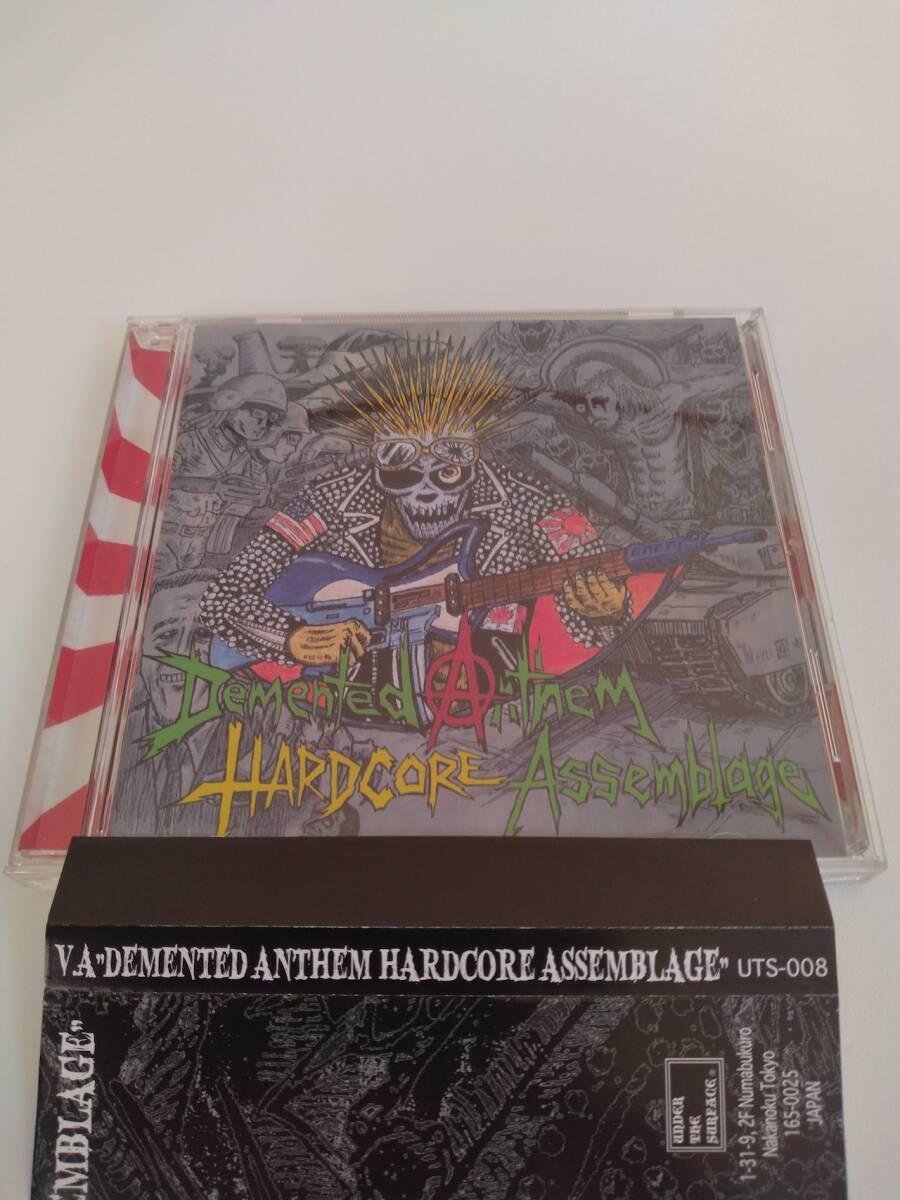 Demented Anthem
HARDCORE Assemblage
V.A"DEMENTED ANTHEM HARDCORE ASSEMBLAGE" UTS-008
EMBLAGE"
UNDER
THE
SURFACE
1-31-9, 2F Numabukuro
Nakanoku Tokyo
165-0025
JAPAN